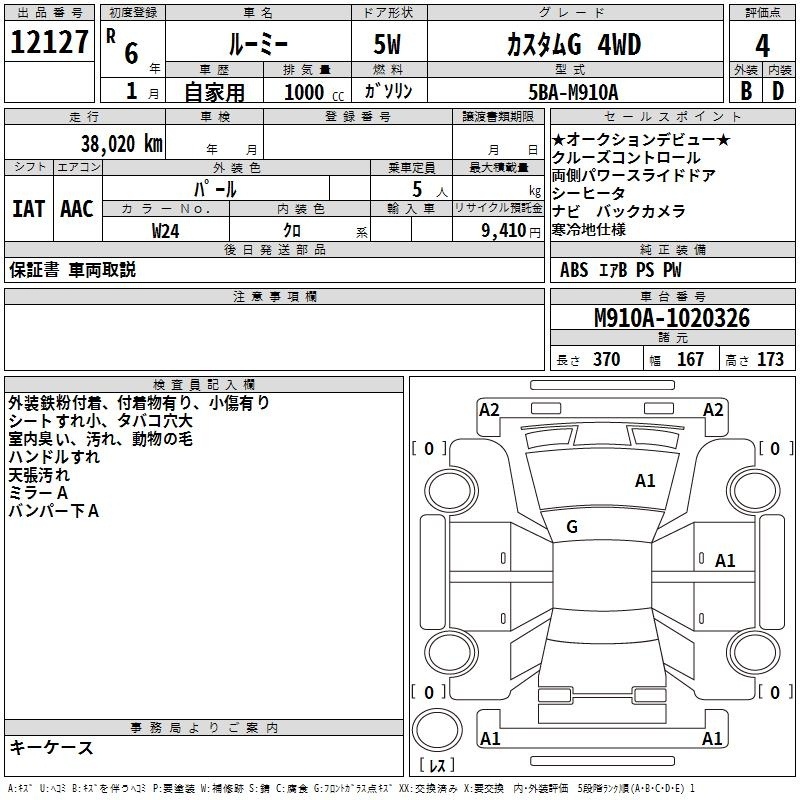 出品番号 初度登録 車名 ドア形状 グレード 評価点
12127 R 6 年 ルーミー 5W カスタムG 4WD 4
車歴 排気量 燃料 型式 外装 内装
1 月 自家用 1000 CC ガソリン 5BA-M910A B D
走行 車検 登録番号 譲渡書類期限 セールスポイント
38,020 km 年 月 月 日
★オークションデビュー★
クルーズコントロール
両側パワースライドドア
シーヒータ
ナビ バックカメラ
寒冷地仕様
シフト エアコン 外装色 乗車定員 最大積載量
IAT AAC パール 5 人 kg
カラーNo. 内装色 輸入車 リサイクル預託金
W24 クロ 系 9,410 円
後日発送部品 純正装備
保証書 車両取説 ABS エアB PS PW
注意事項欄 車台番号
M910A-1020326
諸元
長さ 370 幅 167 高さ 173
検査員記入欄
外装鉄粉付着、付着物有り、小傷有り
シートすれ小、タバコ穴大
室内臭い、汚れ、動物の毛
ハンドルすれ
天張汚れ
ミラーA
バンパー下A
A2 A2
[ 0 ] [ 0 ]
A1
G
A1
[ 0 ] [ 0 ]
A1 A1
[ レス ]
事務局よりご案内
キーケース
A:キズ U:ヘコミ B:キズを伴うヘコミ P:要塗装 W:補修跡 S:錆 C:腐食 G:フロントガラス点キズ XX:交換済み X:要交換 内・外装評価 5段階ランク順(A・B・C・D・E) 1